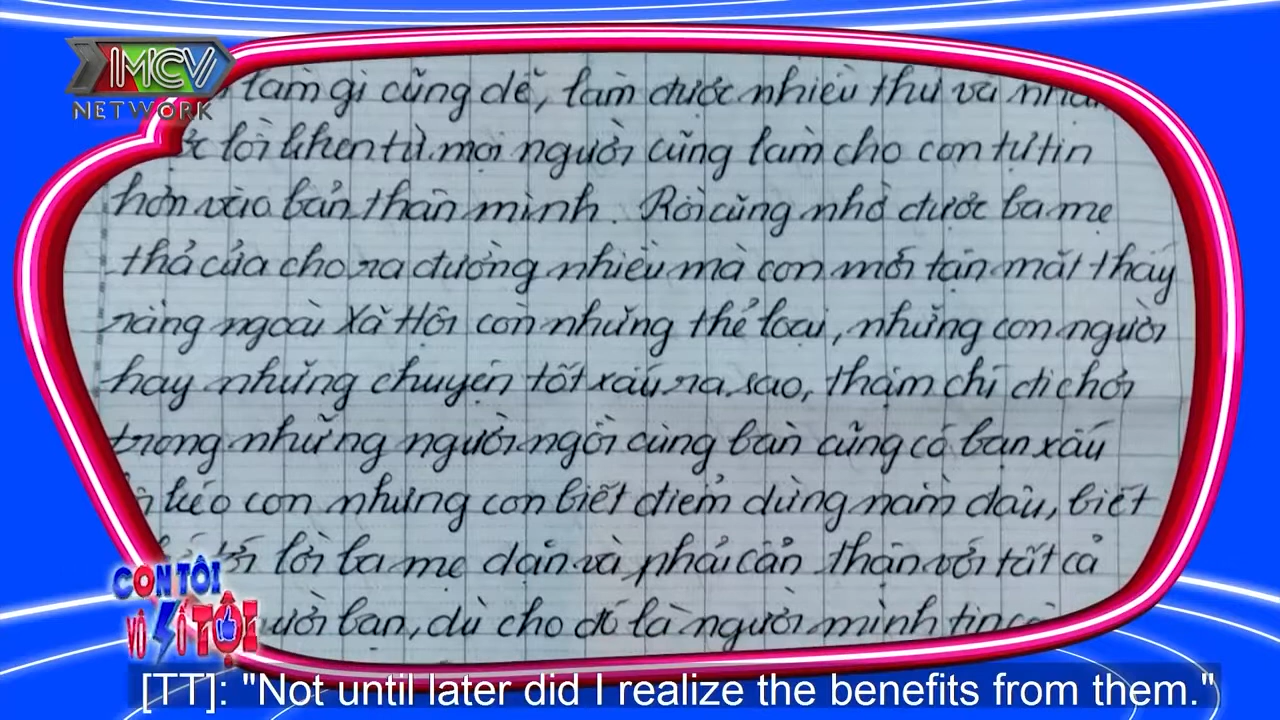 MCV
NETWORK
làm gì cũng dễ, làm được nhiều thứ và
lời khen từ mọi người cũng làm cho con tự tin
hơn vào bản thân mình. Rồi cũng nhờ được ba mẹ
thả cửa cho ra đường nhiều mà con mới tận mắt thấy
rằng ngoài Xã Hội còn những thể loại, những con người
hay những chuyện tốt xấu ra sao, thậm chí đi chơi
trong những người ngồi cùng bàn cũng có bạn xấu
kéo con nhưng con biết điểm dừng nằm đâu, biết
tới lời ba mẹ dặn và phải cẩn thận với tất cả
bạn, dù cho đó là người mình tin
CON TÔI
VÔ SỐ TỘI
[TT]: "Not until later did I realize the benefits from them."